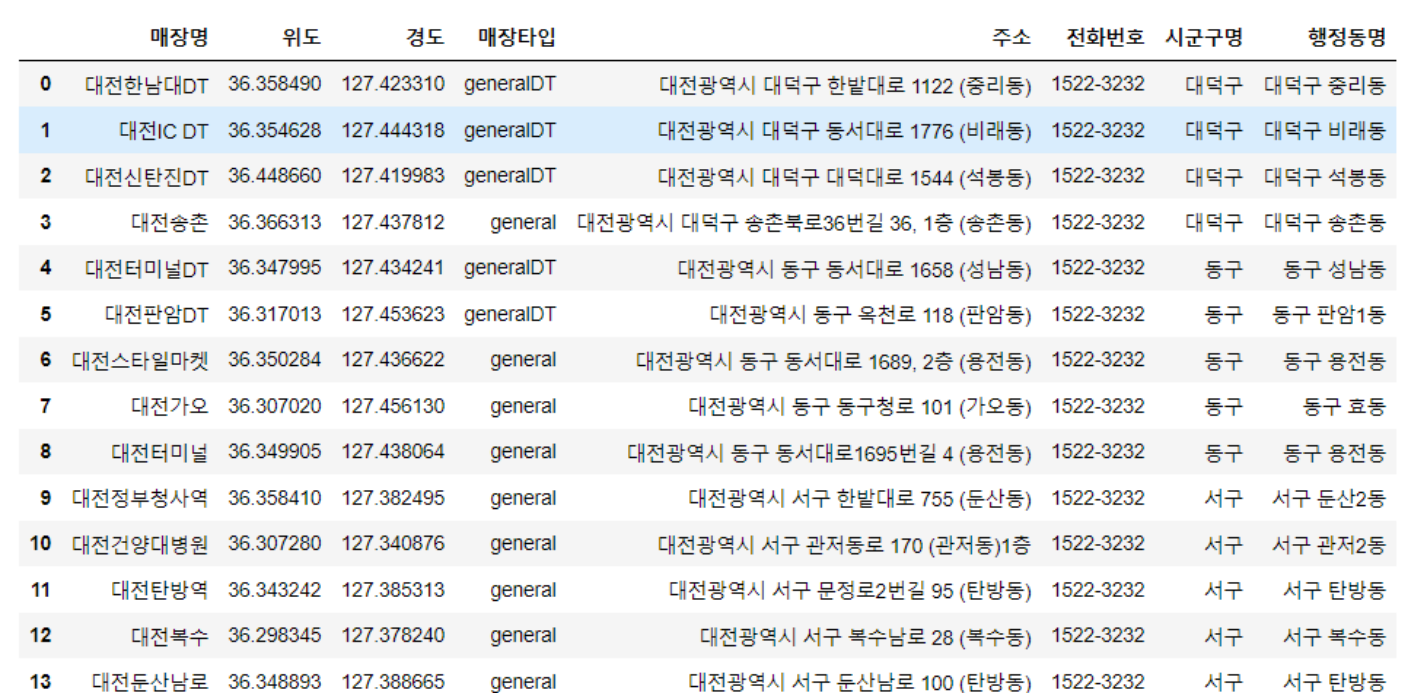 매장명 위도 경도 매장타입 주소 전화번호 시군구명 행정동명
0 대전한남대DT 36.358490 127.423310 generalDT 대전광역시 대덕구 한밭대로 1122 (중리동) 1522-3232 대덕구 대덕구 중리동
1 대전IC DT 36.354628 127.444318 generalDT 대전광역시 대덕구 동서대로 1776 (비래동) 1522-3232 대덕구 대덕구 비래동
2 대전신탄진DT 36.448660 127.419983 generalDT 대전광역시 대덕구 대덕대로 1544 (석봉동) 1522-3232 대덕구 대덕구 석봉동
3 대전송촌 36.366313 127.437812 general 대전광역시 대덕구 송촌북로36번길 36, 1층 (송촌동) 1522-3232 대덕구 대덕구 송촌동
4 대전터미널DT 36.347995 127.434241 generalDT 대전광역시 동구 동서대로 1658 (성남동) 1522-3232 동구 동구 성남동
5 대전판암DT 36.317013 127.453623 generalDT 대전광역시 동구 옥천로 118 (판암동) 1522-3232 동구 동구 판암1동
6 대전스타일마켓 36.350284 127.436622 general 대전광역시 동구 동서대로 1689, 2층 (용전동) 1522-3232 동구 동구 용전동
7 대전가오 36.307020 127.456130 general 대전광역시 동구 동구청로 101 (가오동) 1522-3232 동구 동구 효동
8 대전터미널 36.349905 127.438064 general 대전광역시 동구 동서대로1695번길 4 (용전동) 1522-3232 동구 동구 용전동
9 대전정부청사역 36.358410 127.382495 general 대전광역시 서구 한밭대로 755 (둔산동) 1522-3232 서구 서구 둔산2동
10 대전건양대병원 36.307280 127.340876 general 대전광역시 서구 관저동로 170 (관저동)1층 1522-3232 서구 서구 관저2동
11 대전탄방역 36.343242 127.385313 general 대전광역시 서구 문정로2번길 95 (탄방동) 1522-3232 서구 서구 탄방동
12 대전복수 36.298345 127.378240 general 대전광역시 서구 복수남로 28 (복수동) 1522-3232 서구 서구 복수동
13 대전둔산남로 36.348893 127.388665 general 대전광역시 서구 둔산남로 100 (탄방동) 1522-3232 서구 서구 탄방동